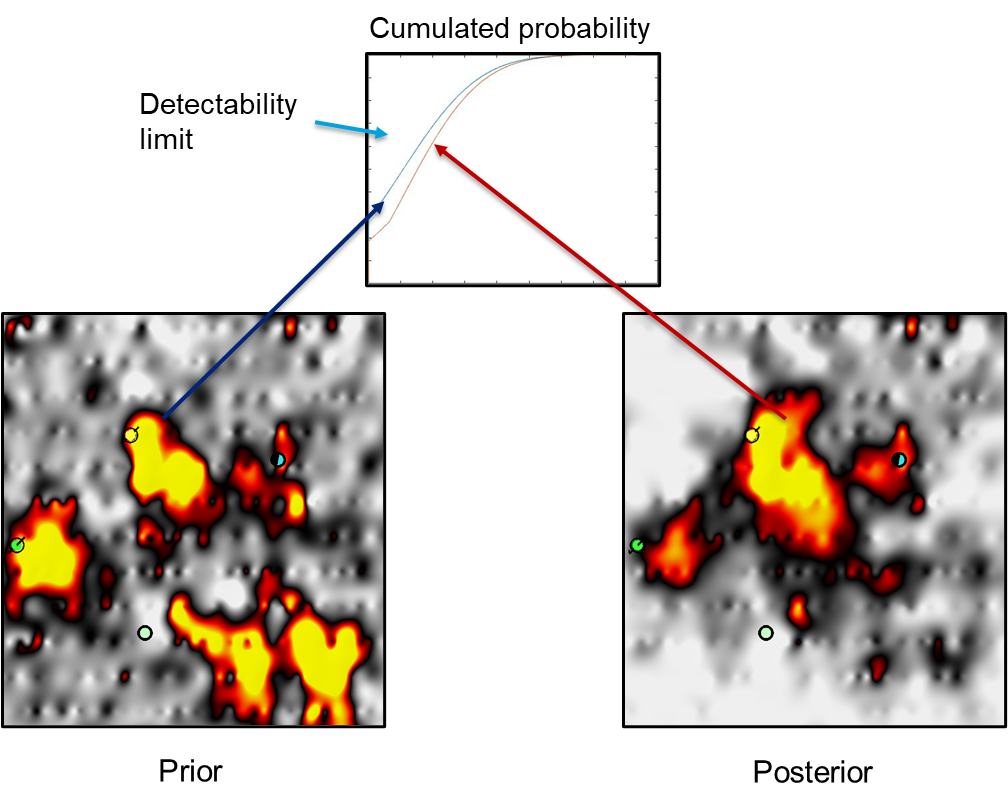 Cumulated probability
Detectability
limit
Prior
Posterior